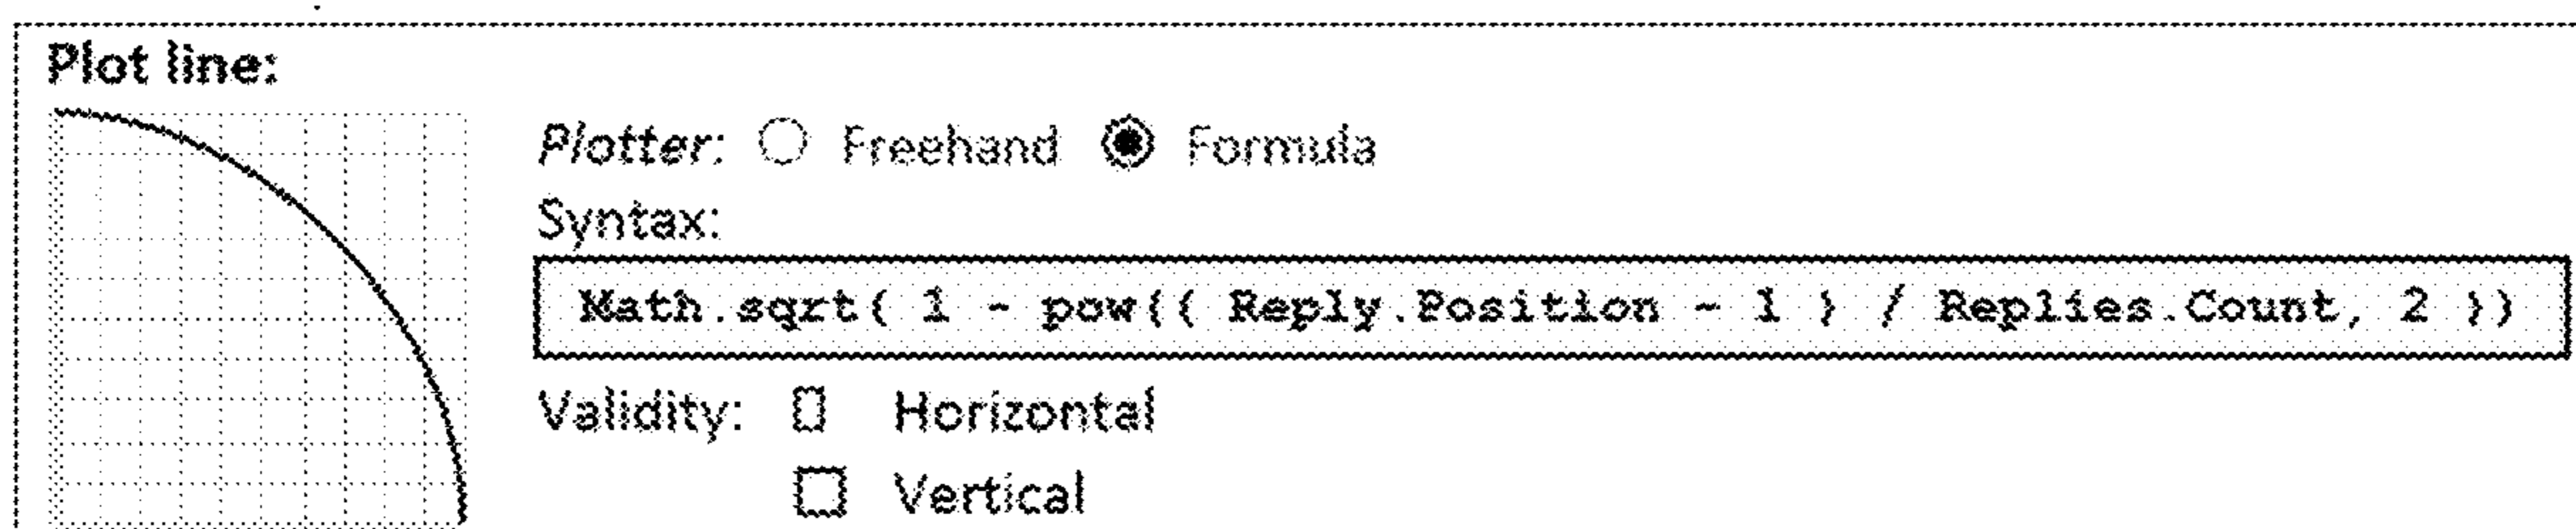 Plot line:
Plotter: Freehand Formula
Syntax:
Math.sqrt( 1 - pow(( Reply.Position - 1 ) / Replies.Count, 2 ))
Validity: Horizontal
Vertical